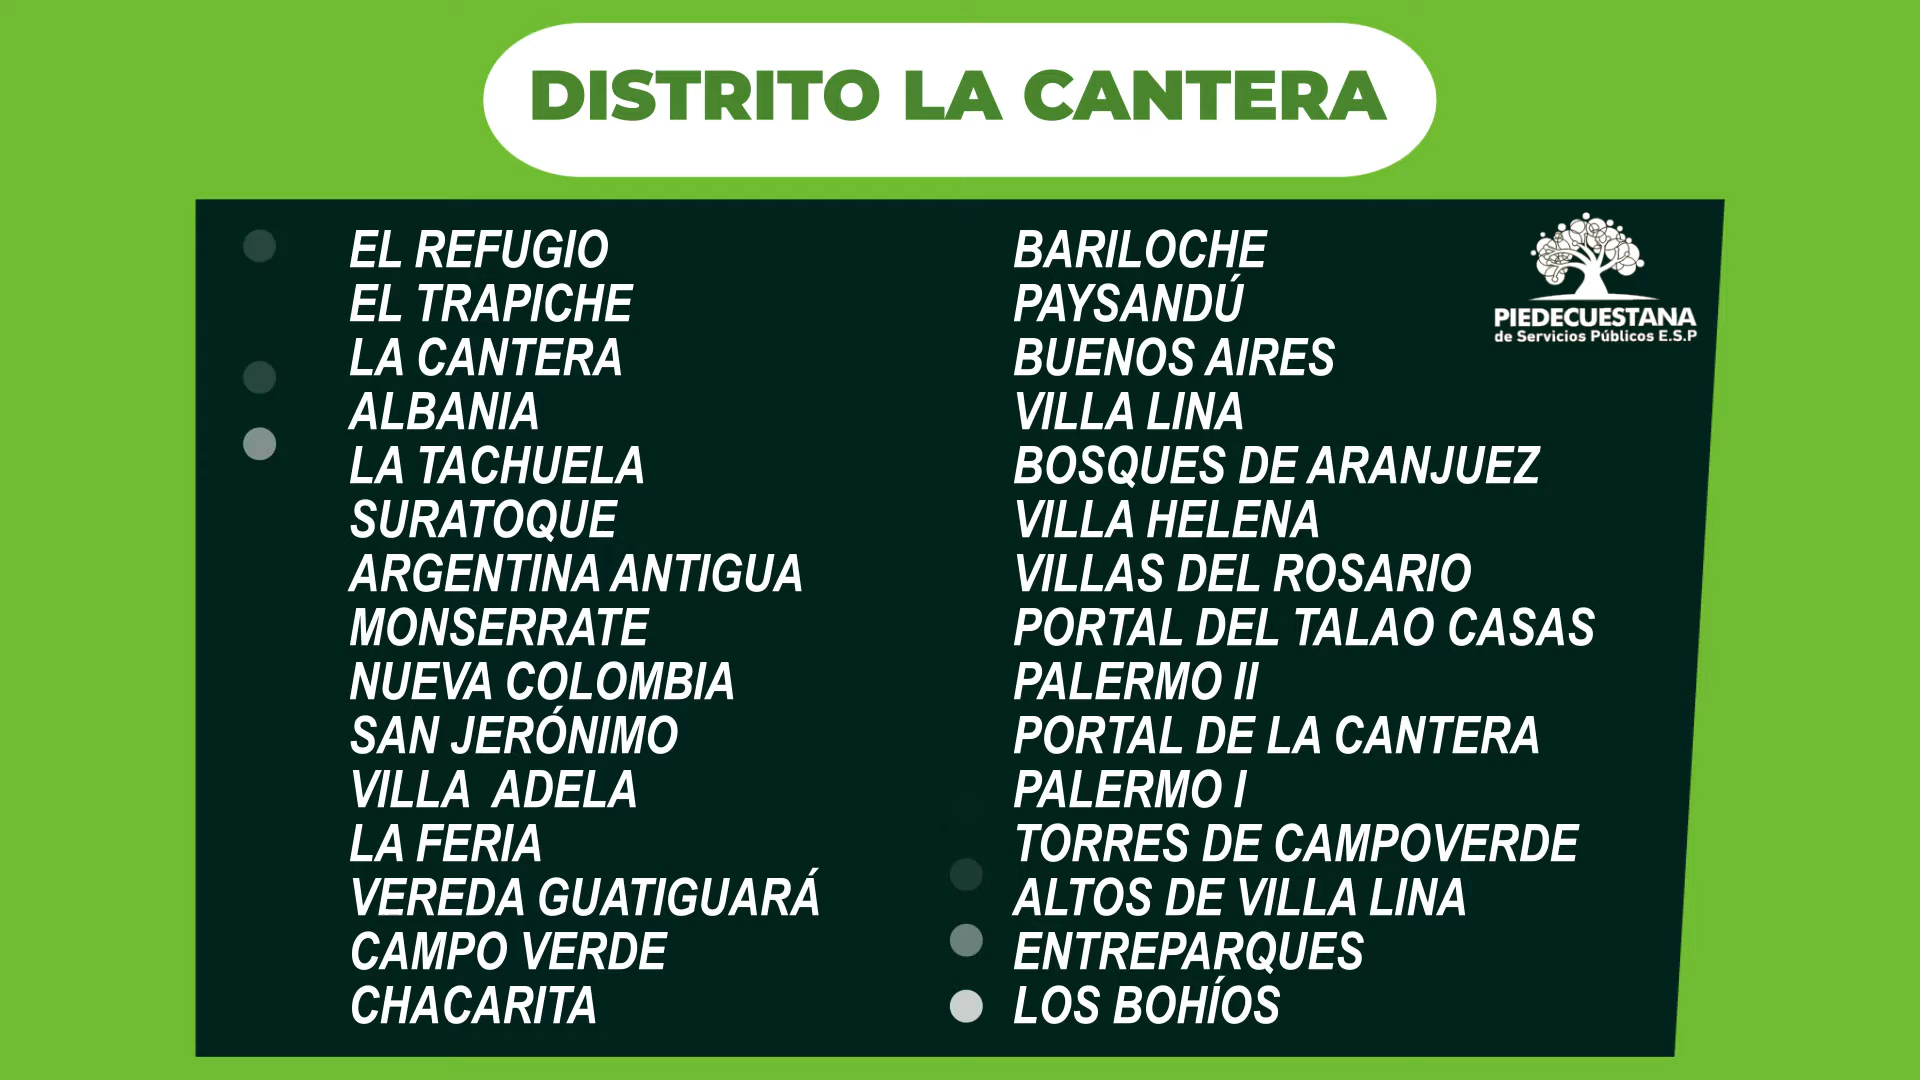 DISTRITO LA CANTERA
EL REFUGIO
EL TRAPICHE
LA CANTERA
ALBANIA
LA TACHUELA
SURATOQUE
ARGENTINA ANTIGUA
MONSERRATE
NUEVA COLOMBIA
SAN JERÓNIMO
VILLA  ADELA
LA FERIA
VEREDA GUATIGUARÁ
CAMPO VERDE
CHACARITA
BARILOCHE
PAYSANDÚ
BUENOS AIRES
VILLA LINA
BOSQUES DE ARANJUEZ
VILLA HELENA
VILLAS DEL ROSARIO
PORTAL DEL TALAO CASAS
PALERMO II
PORTAL DE LA CANTERA
PALERMO I
TORRES DE CAMPOVERDE
ALTOS DE VILLA LINA
ENTREPARQUES
LOS BOHÍOS
PIEDECUESTANA
de Servicios Públicos E.S.P